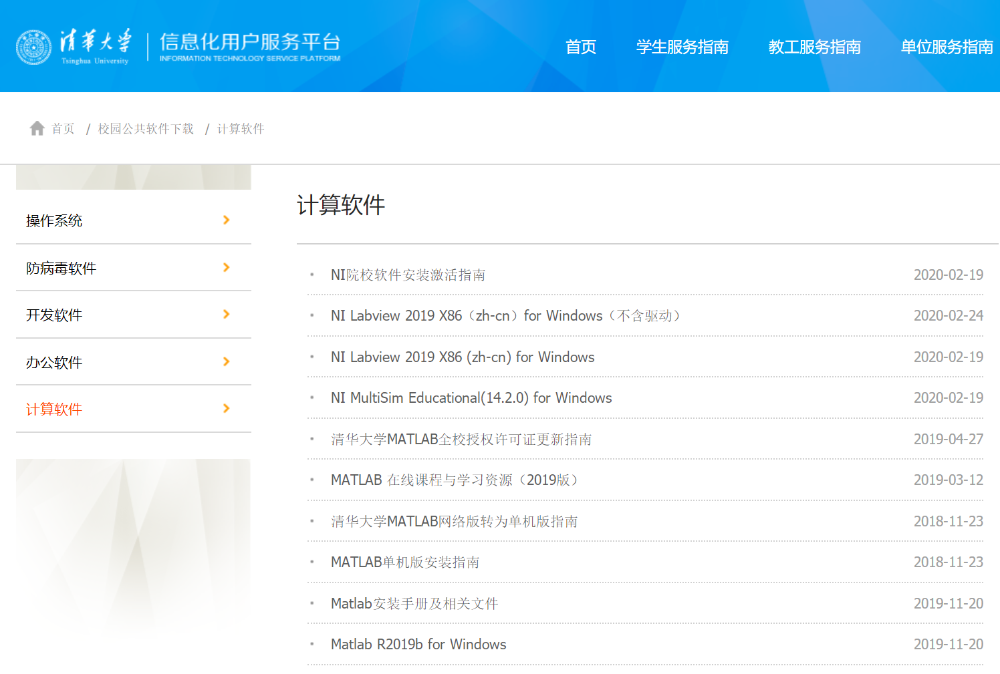 清华大学
Tsinghua University
信息化用户服务平台
INFORMATION TECHNOLOGY SERVICE PLATFORM
首页 学生服务指南 教工服务指南 单位服务指南
首页 / 校园公共软件下载 / 计算软件
操作系统
防病毒软件
开发软件
办公软件
计算软件
计算软件
NI院校软件安装激活指南 2020-02-19
NI Labview 2019 X86（zh-cn）for Windows（不含驱动） 2020-02-24
NI Labview 2019 X86 (zh-cn) for Windows 2020-02-19
NI MultiSim Educational(14.2.0) for Windows 2020-02-19
清华大学MATLAB全校授权许可证更新指南 2019-04-27
MATLAB 在线课程与学习资源（2019版） 2019-03-12
清华大学MATLAB网络版转为单机版指南 2018-11-23
MATLAB单机版安装指南 2018-11-23
Matlab安装手册及相关文件 2019-11-20
Matlab R2019b for Windows 2019-11-20